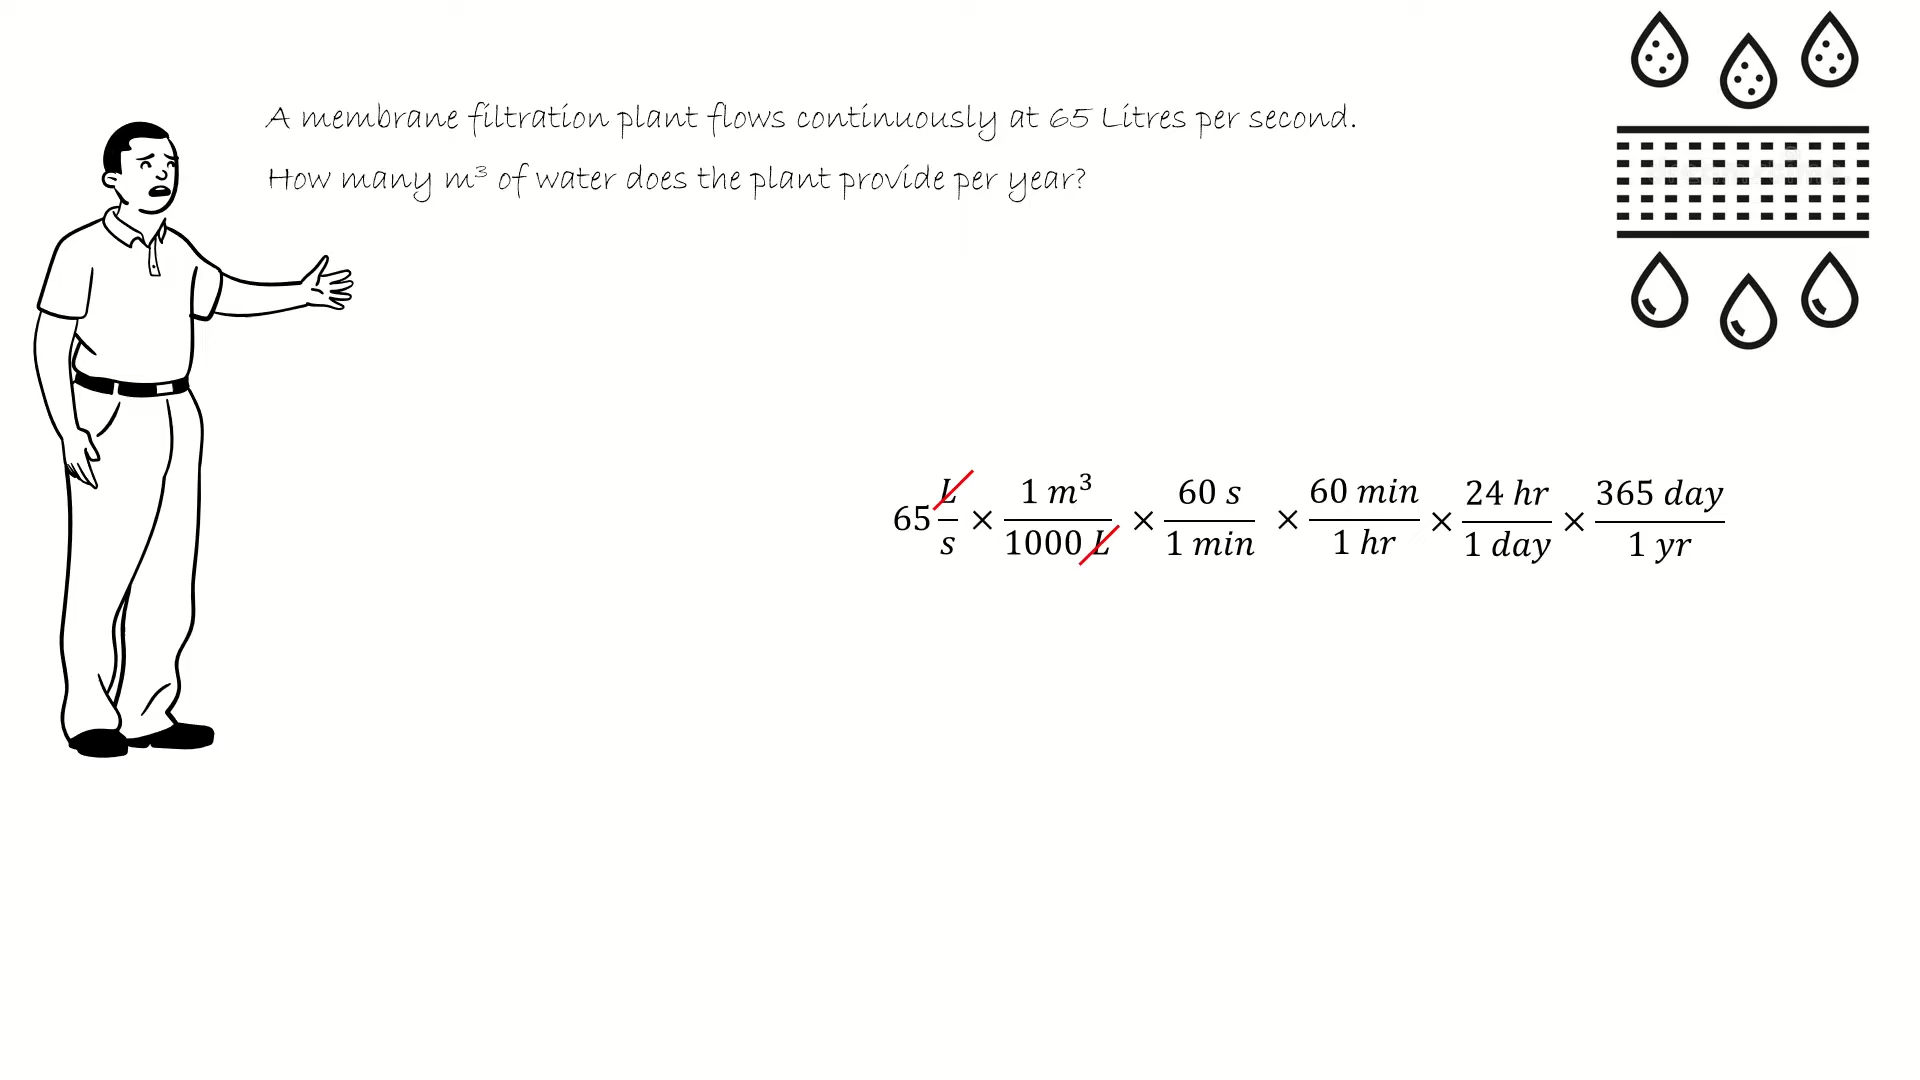 A membrane filtration plant flows continuously at 65 Litres per second.
How many m³ of water does the plant provide per year?
65 L/s × 1 m³/1000 L × 60 s/1 min × 60 min/1 hr × 24 hr/1 day × 365 day/1 yr